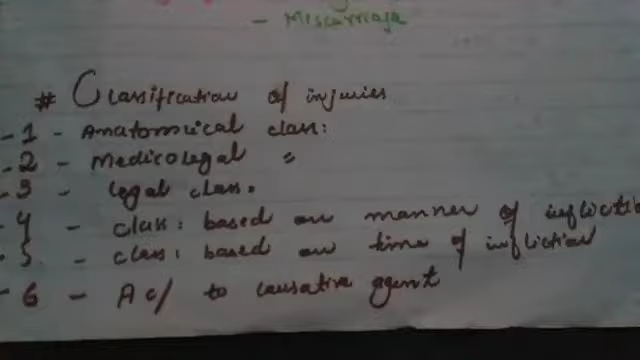 - Miscarriage
# Classification of injuries
-1 - Anatomical class:
-2 - Medicolegal "
-3 - Legal class.
-4 - class: based on manner of
-5 - class: based on time of infliction
-6 - Ac/ to causative agent